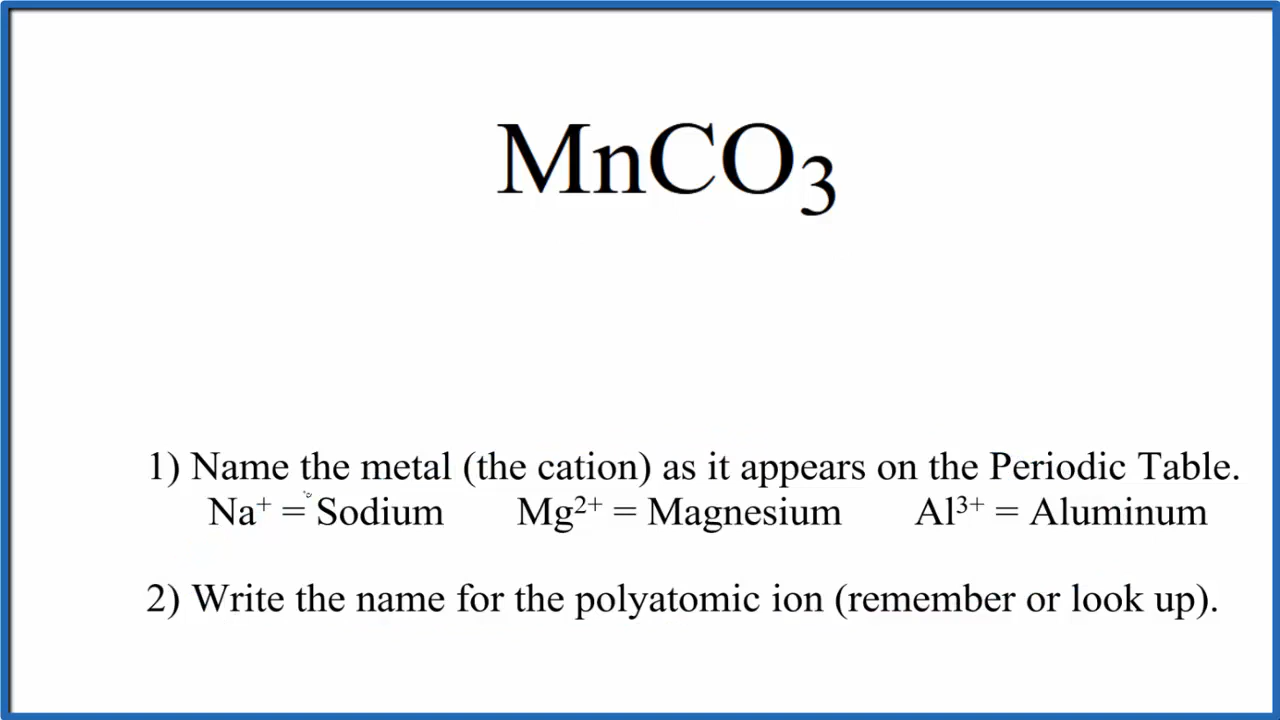 MnCO₃
1) Name the metal (the cation) as it appears on the Periodic Table.
Na⁺ = Sodium Mg²⁺ = Magnesium Al³⁺ = Aluminum
2) Write the name for the polyatomic ion (remember or look up).